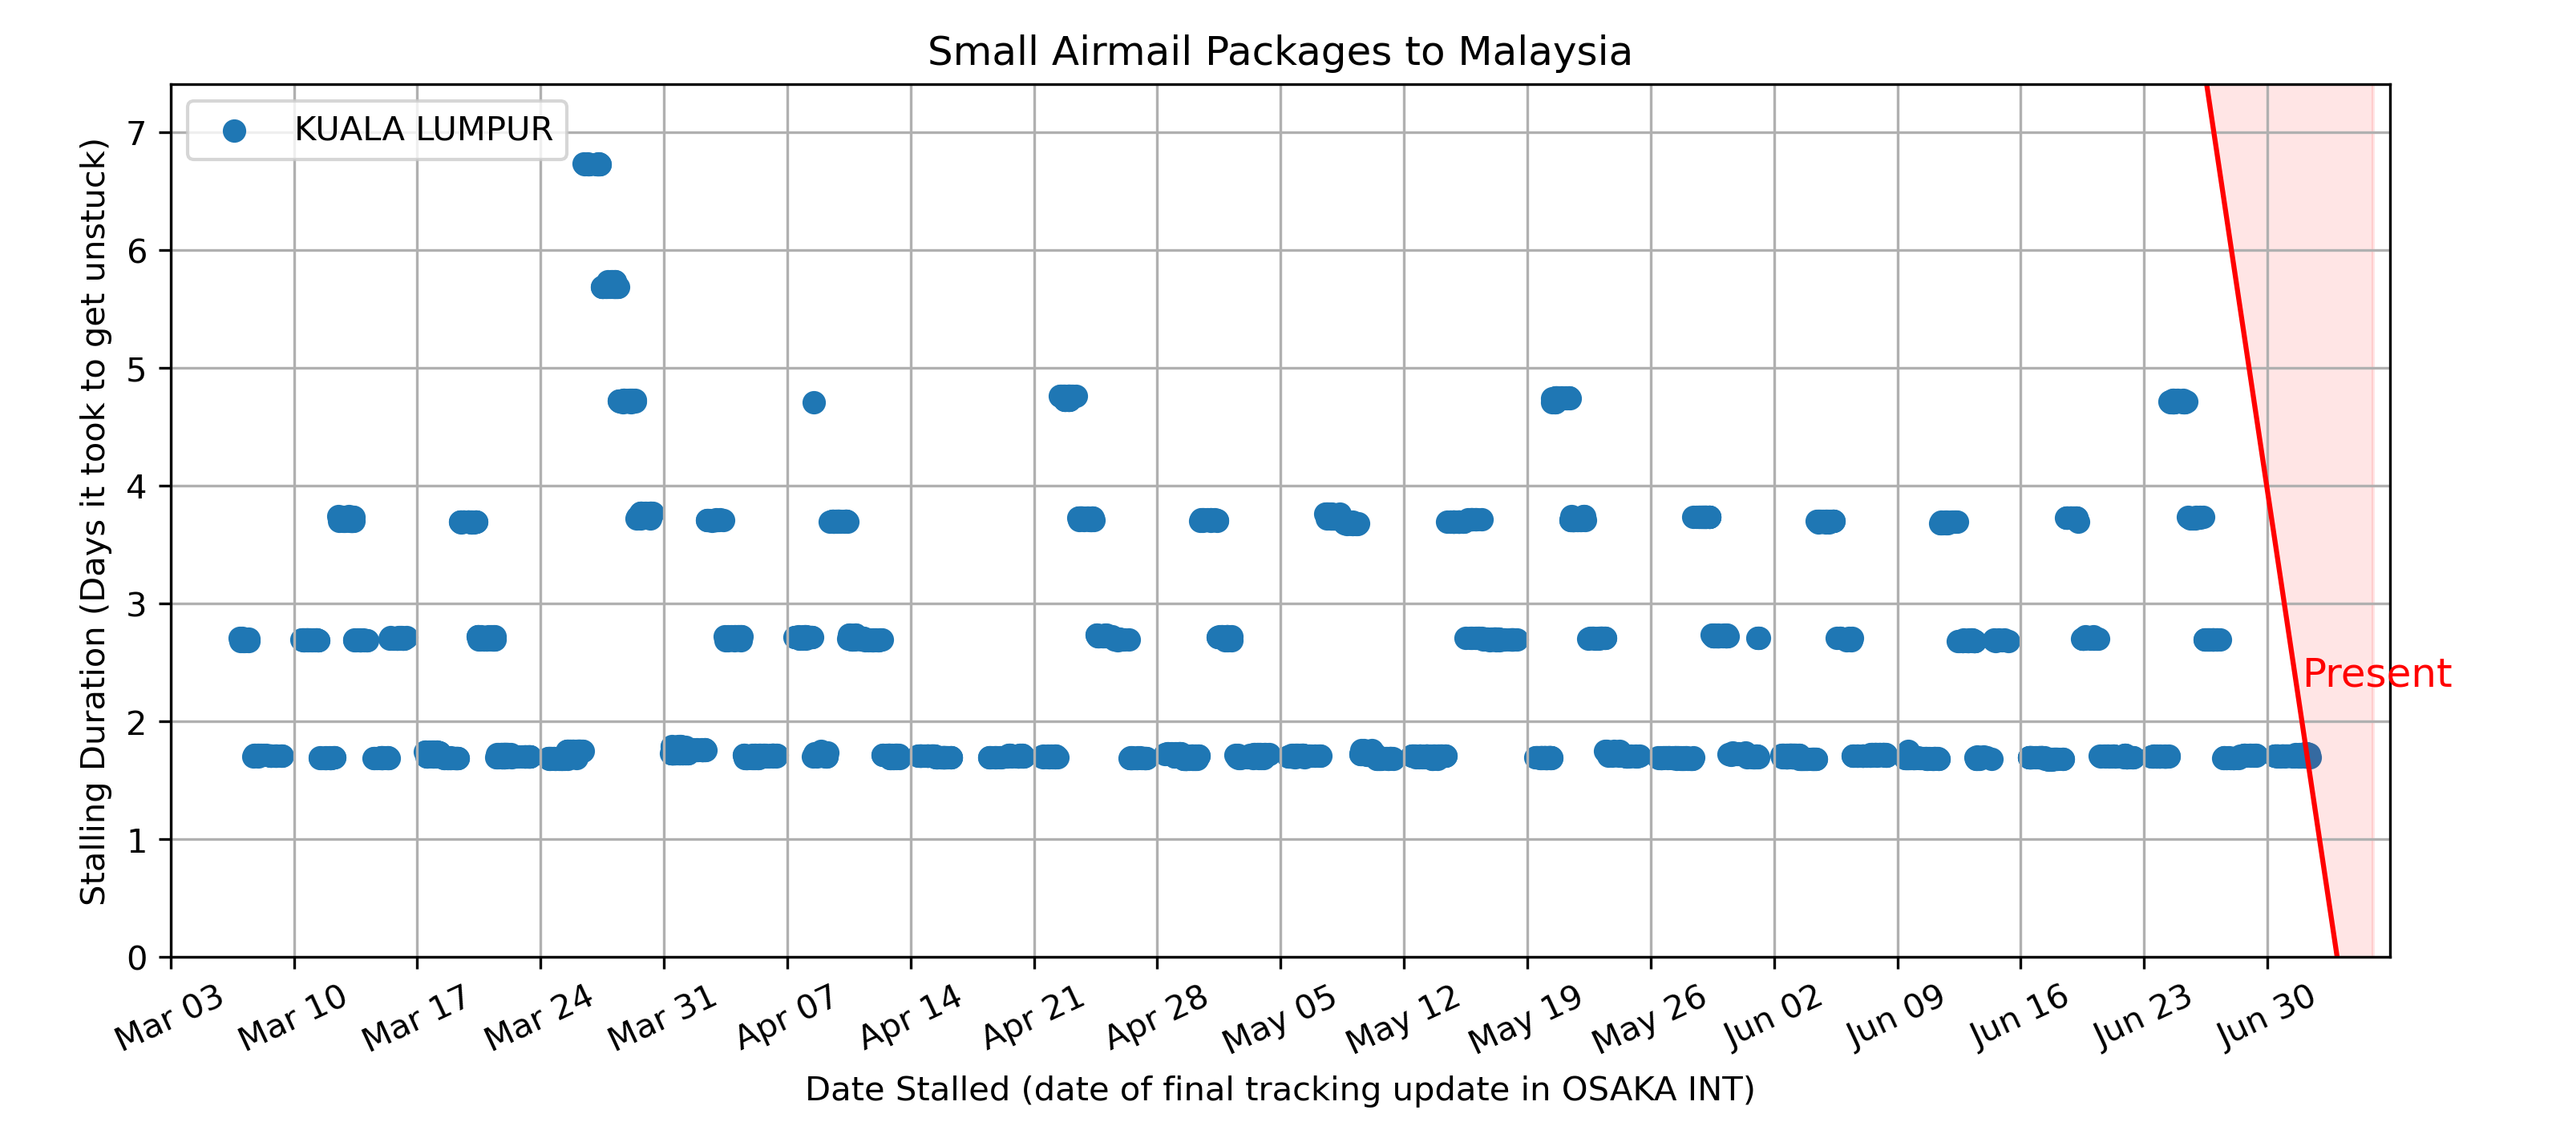 Small Airmail Packages to Malaysia
KUALA LUMPUR
Stalling Duration (Days it took to get unstuck)
7
6
5
4
3
2
1
0
Present
Mar 03
Mar 10
Mar 17
Mar 24
Mar 31
Apr 07
Apr 14
Apr 21
Apr 28
May 05
May 12
May 19
May 26
Jun 02
Jun 09
Jun 16
Jun 23
Jun 30
Date Stalled (date of final tracking update in OSAKA INT)